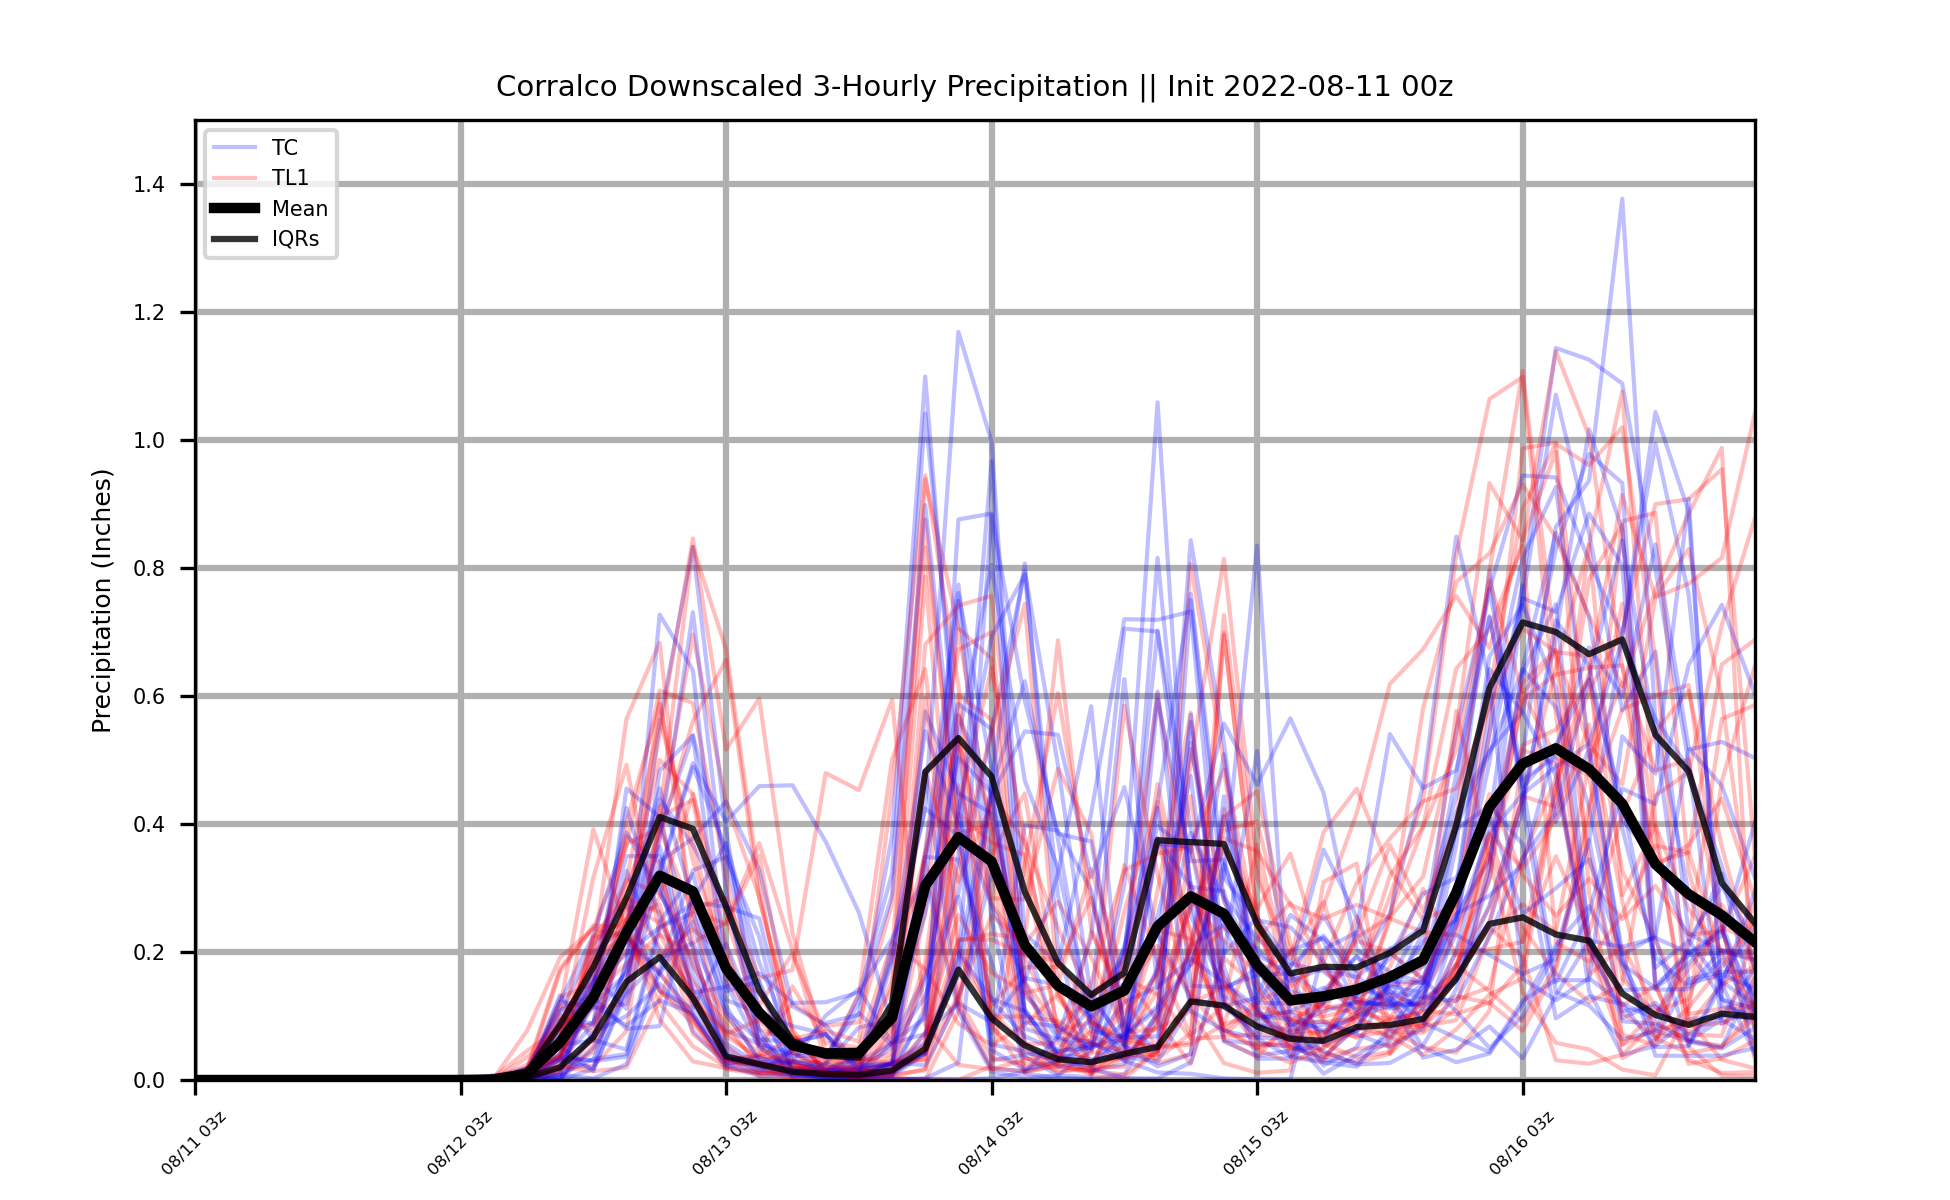 Corralco Downscaled 3-Hourly Precipitation || Init 2022-08-11 00z
TC
TL1
Mean
IQRs
Precipitation (Inches)
1.4
1.2
1.0
0.8
0.6
0.4
0.2
0.0
08/11 03z
08/12 03z
08/13 03z
08/14 03z
08/15 03z
08/16 03z